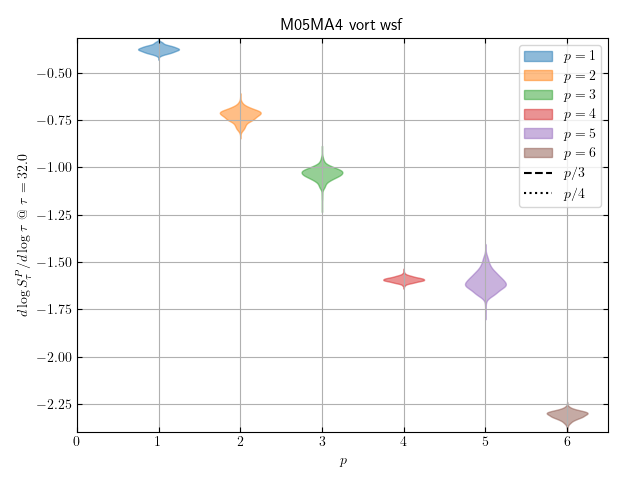 M05MA4 vort wsf
d log S_τ^p / d log τ @ τ = 32.0
−0.50
−0.75
−1.00
−1.25
−1.50
−1.75
−2.00
−2.25
0 1 2 3 4 5 6
p
p = 1
p = 2
p = 3
p = 4
p = 5
p = 6
p/3
p/4